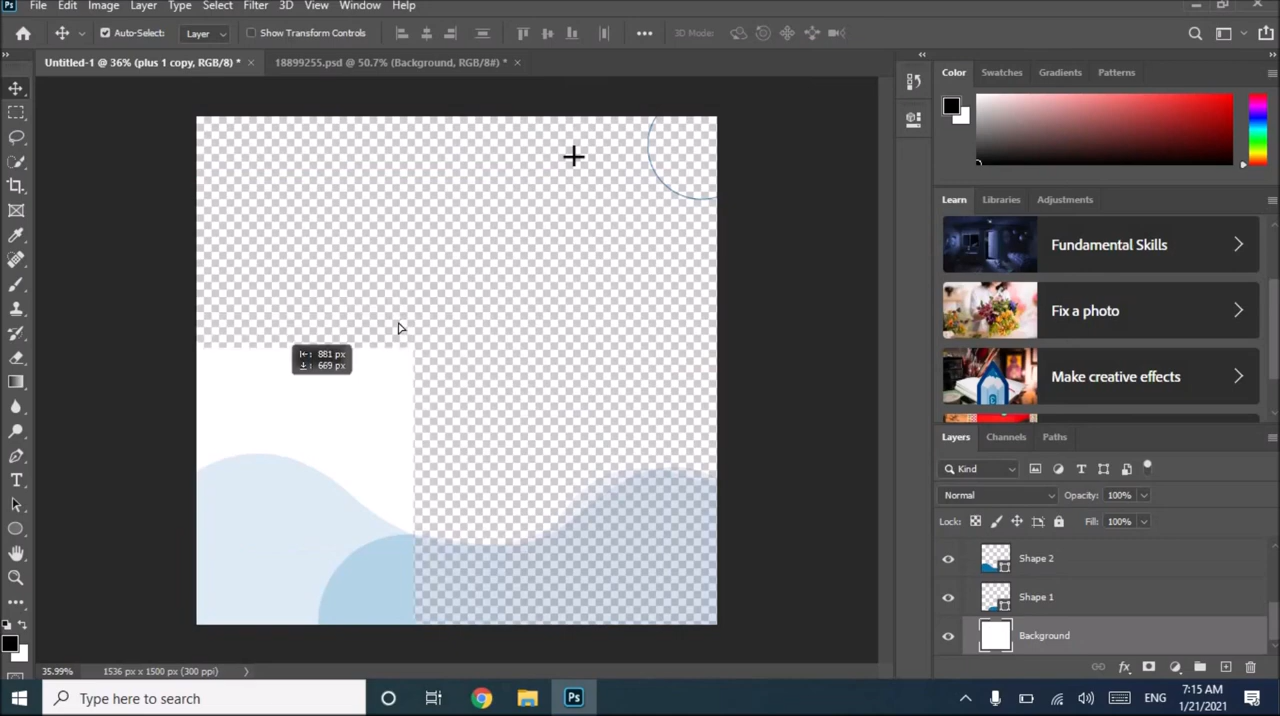 Ps File Edit Image Layer Type Select Filter 3D View Window Help
Auto-Select: Layer Show Transform Controls 3D Mode:
Untitled-1 @ 36% (plus 1 copy, RGB/8) * × 18899255.psd @ 50.7% (Background, RGB/8#) * ×
Color Swatches Gradients Patterns
Learn Libraries Adjustments
Fundamental Skills
Fix a photo
881 px
669 px
Make creative effects
Layers Channels Paths
Kind
Normal Opacity: 100%
Lock: Fill: 100%
Shape 2
Shape 1
Background
35.99% 1536 px x 1500 px (300 ppi)
Type here to search Ps ENG 7:15 AM
1/21/2021